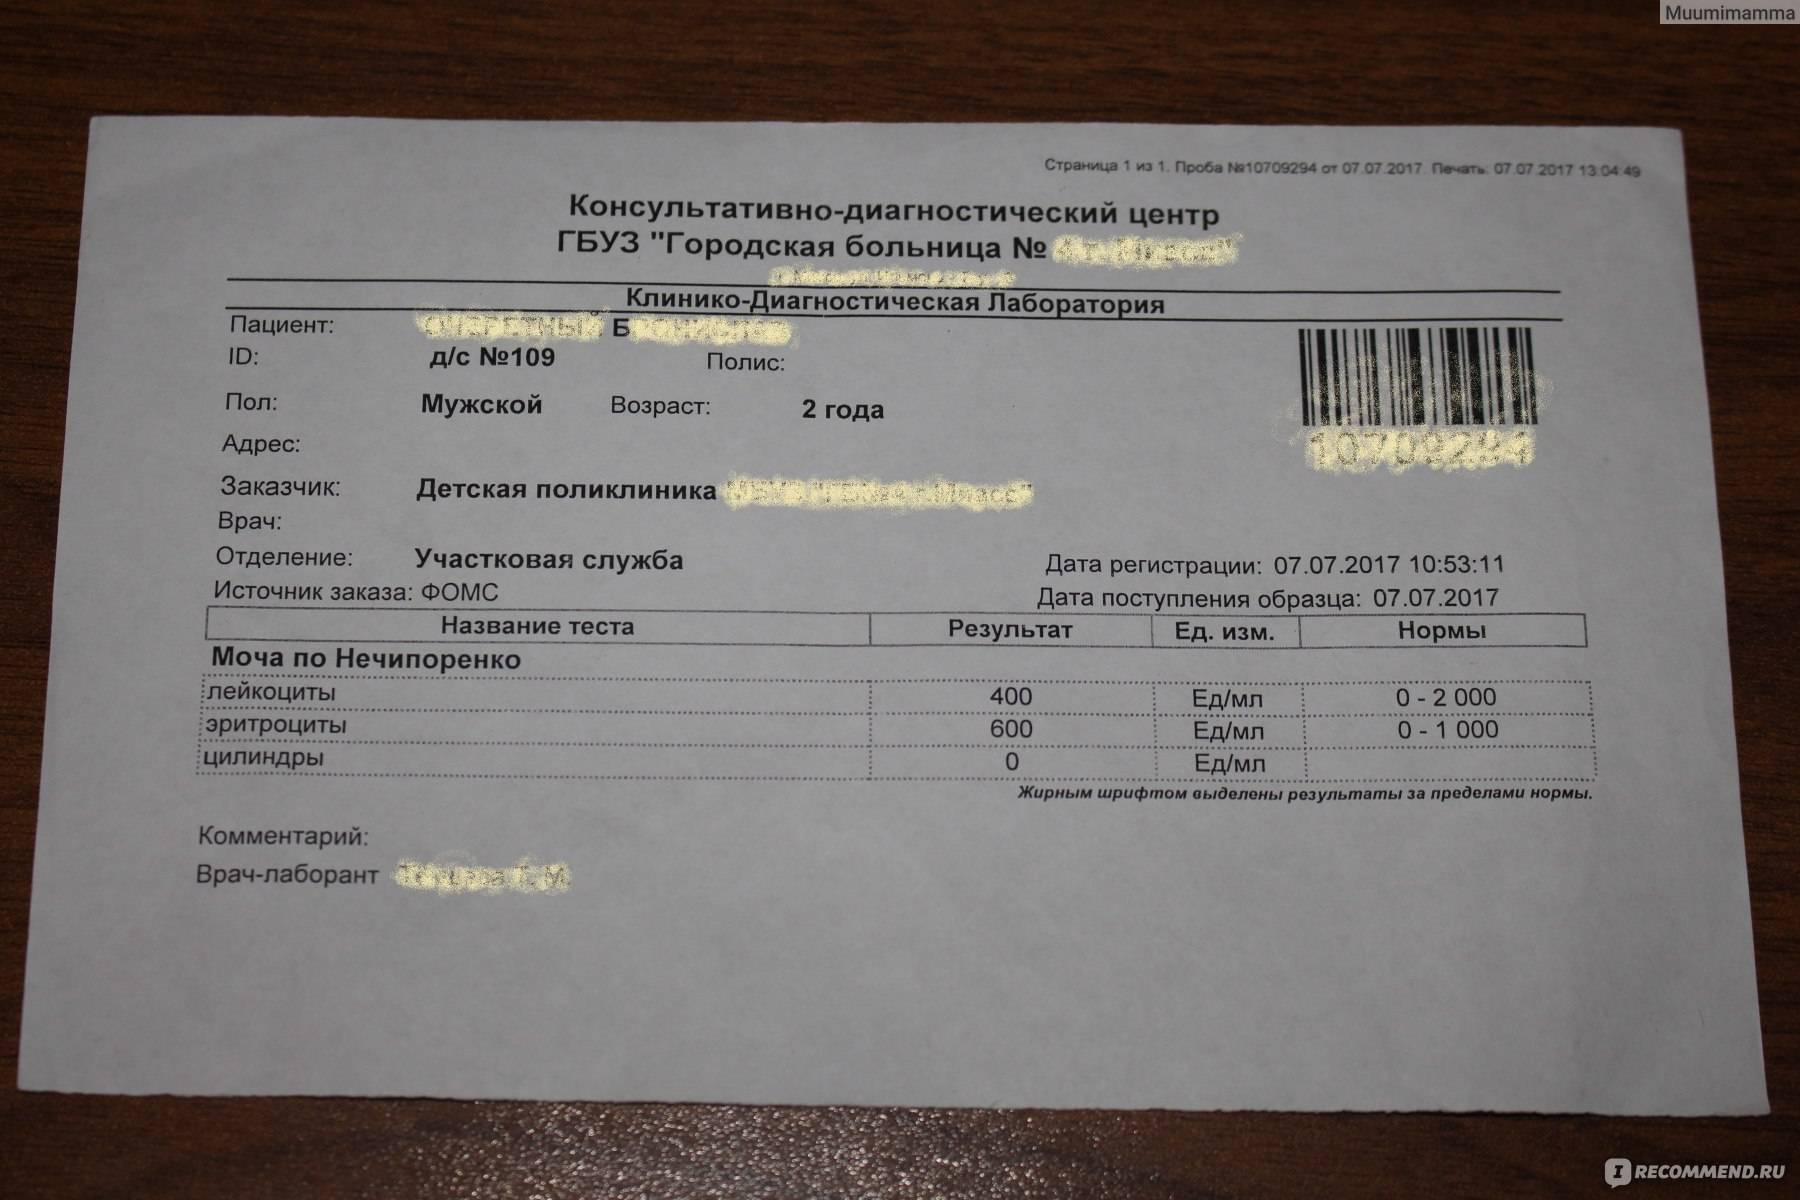 Muumimamma
Страница 1 из 1. Проба №10709294 от 07.07.2017. Печать: 07.07.2017 13:04:49
Консультативно-диагностический центр
ГБУЗ "Городская больница №
Клинико-Диагностическая Лаборатория
Пациент:
ID: д/с №109 Полис:
Пол: Мужской Возраст: 2 года
Адрес:
Заказчик: Детская поликлиника
Врач:
Отделение: Участковая служба Дата регистрации: 07.07.2017 10:53:11
Источник заказа: ФОМС Дата поступления образца: 07.07.2017
Название теста Результат Ед. изм. Нормы
Моча по Нечипоренко
лейкоциты 400 Ед/мл 0 - 2 000
эритроциты 600 Ед/мл 0 - 1 000
цилиндры 0 Ед/мл
Жирным шрифтом выделены результаты за пределами нормы.
Комментарий:
Врач-лаборант
IRECOMMEND.RU